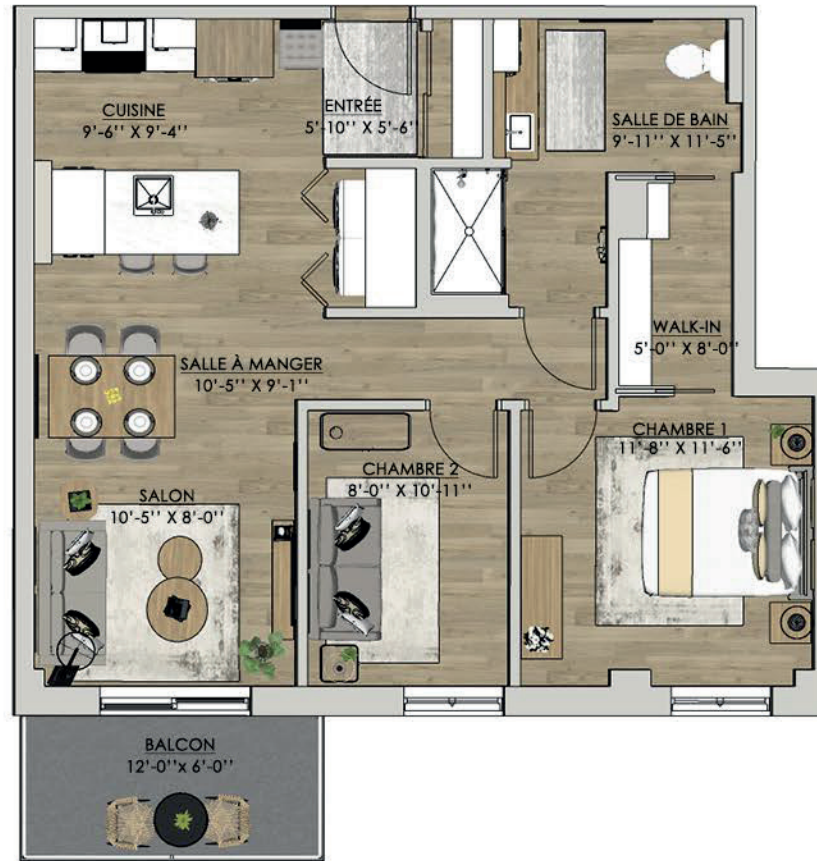 CUISINE
9'-6'' X 9'-4''
ENTRÉE
5'-10'' X 5'-6''
SALLE DE BAIN
9'-11'' X 11'-5''
WALK-IN
5'-0'' X 8'-0''
SALLE À MANGER
10'-5'' X 9'-1''
CHAMBRE 1
11'-8'' X 11'-6''
CHAMBRE 2
8'-0'' X 10'-11''
SALON
10'-5'' X 8'-0''
BALCON
12'-0''x 6'-0''